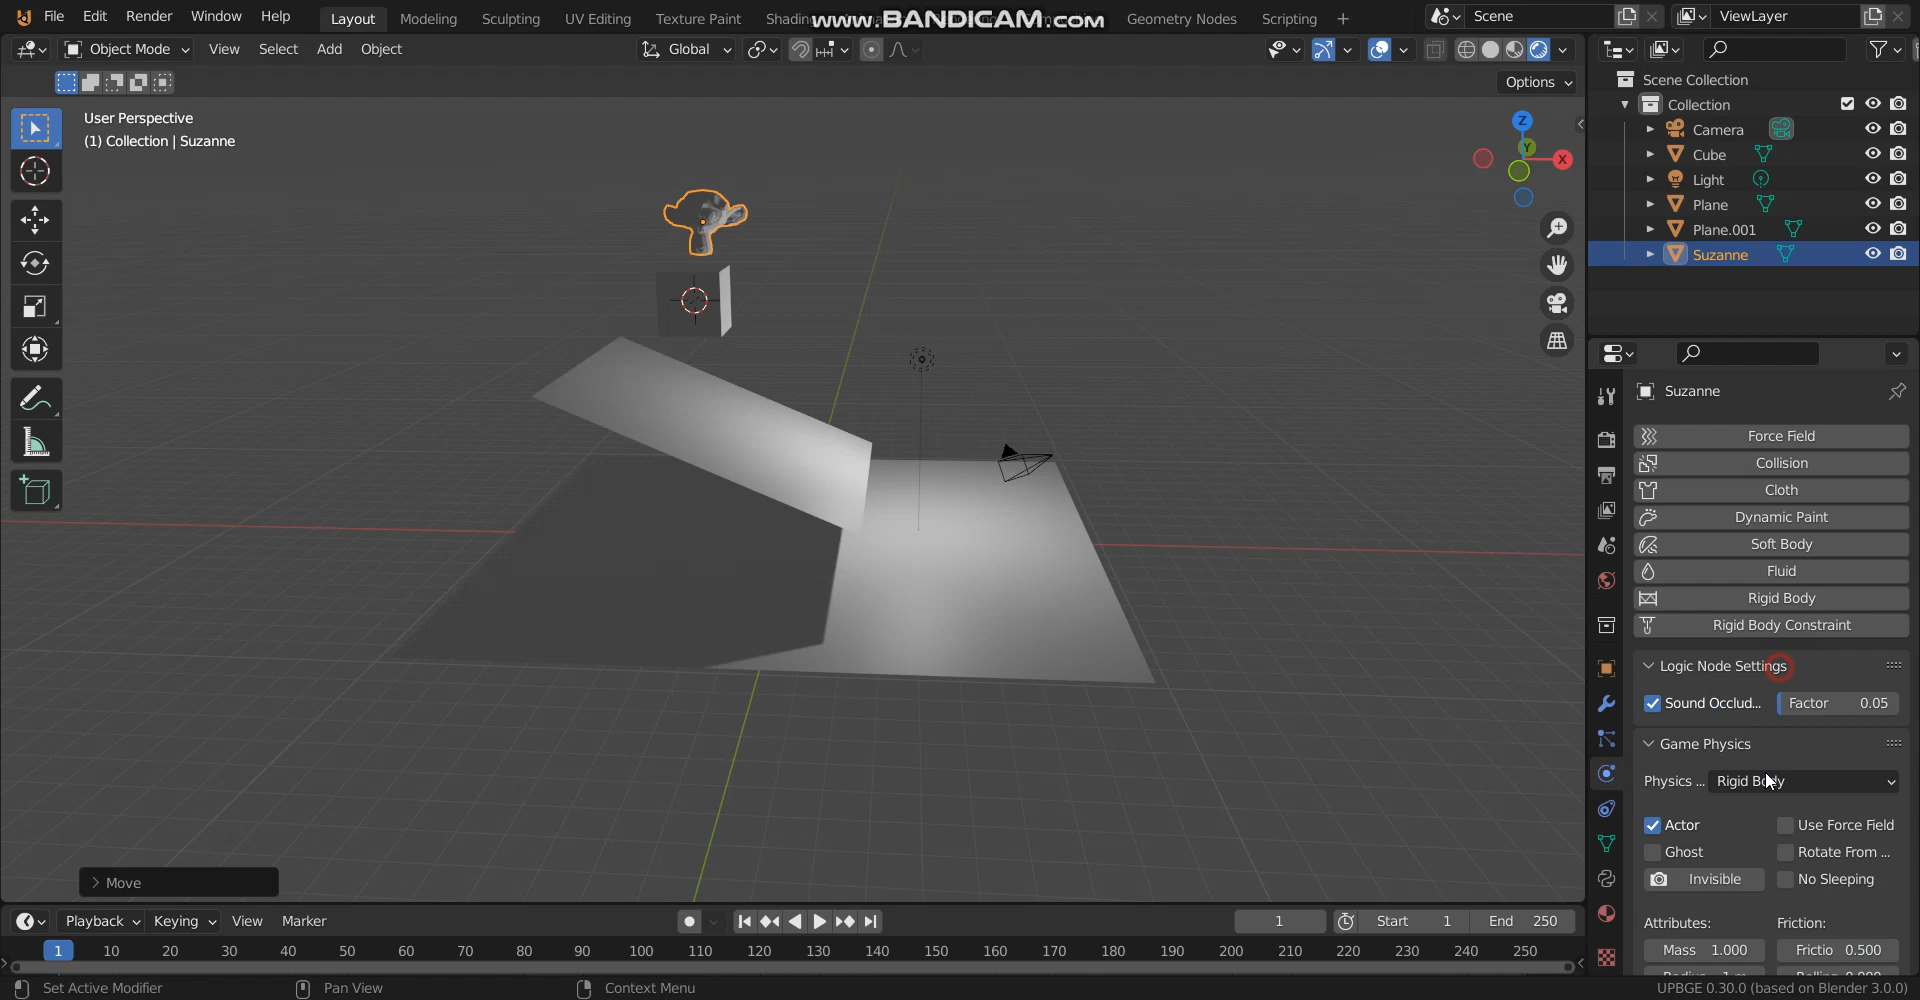 File Edit Render Window Help Layout Modeling Sculpting UV Editing Texture Paint Shading Geometry Nodes Scripting Scene ViewLayer
www.BANDICAM.com
Object Mode View Select Add Object Global
Options
User Perspective
(1) Collection | Suzanne
Z
Y
X
Scene Collection
Collection
Camera
Cube
Light
Plane
Plane.001
Suzanne
Suzanne
Force Field
Collision
Cloth
Dynamic Paint
Soft Body
Fluid
Rigid Body
Rigid Body Constraint
Logic Node Settings
Sound Occlud... Factor 0.05
Game Physics
Physics ... Rigid Body
Actor Use Force Field
Ghost Rotate From ...
Invisible No Sleeping
Attributes: Friction:
Mass 1.000 Frictio 0.500
Move
Playback Keying View Marker 1 Start 1 End 250
1 10 20 30 40 50 60 70 80 90 100 110 120 130 140 150 160 170 180 190 200 210 220 230 240 250
Set Active Modifier Pan View Context Menu UPBGE 0.30.0 (based on Blender 3.0.0)